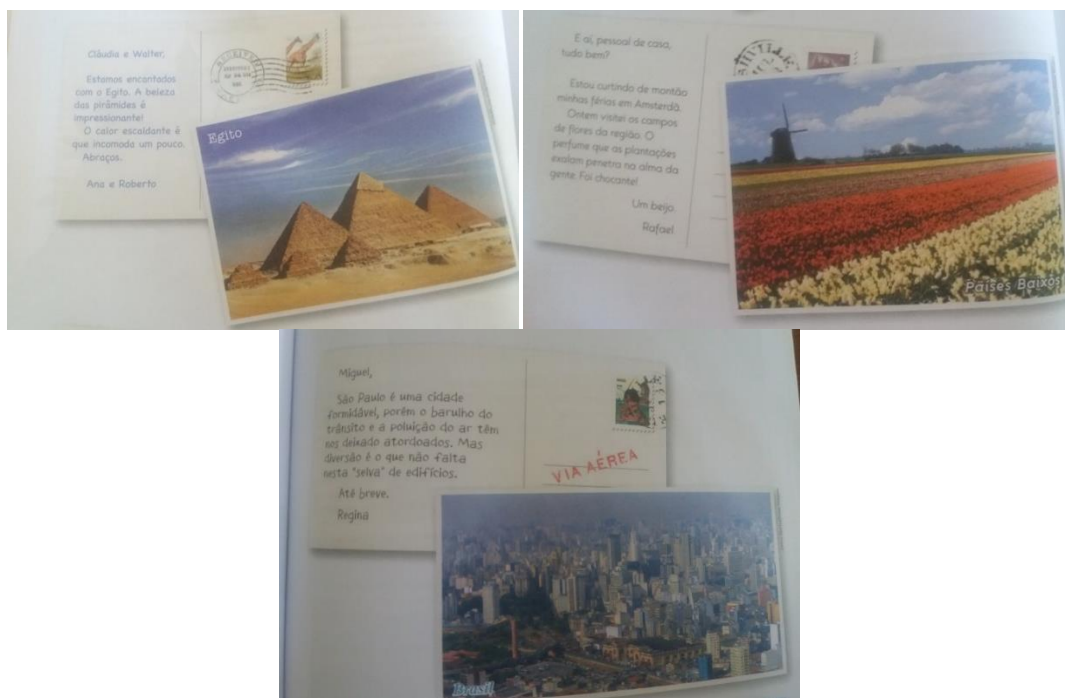 Cláudia e Walter,
Estamos encantados
com o Egito. A beleza
das pirâmides é
impressionante!
O calor escaldante é
que incomoda um pouco.
Abraços.
Ana e Roberto
Egito
E aí, pessoal de casa,
tudo bem?
Estou curtindo de montão
minhas férias em Amsterdã.
Ontem visitei os campos
de flores da região. O
perfume que as plantações
exalam penetra na alma da
gente. Foi chocante!
Um beijo.
Rafael
Países Baixos
Miguel,
São Paulo é uma cidade
formidável, porém o barulho do
trânsito e a poluição do ar têm
nos deixado atordoados. Mas
diversão é o que não falta
nesta "selva" de edifícios.
Até breve.
Regina
VIA AÉREA
Brasil